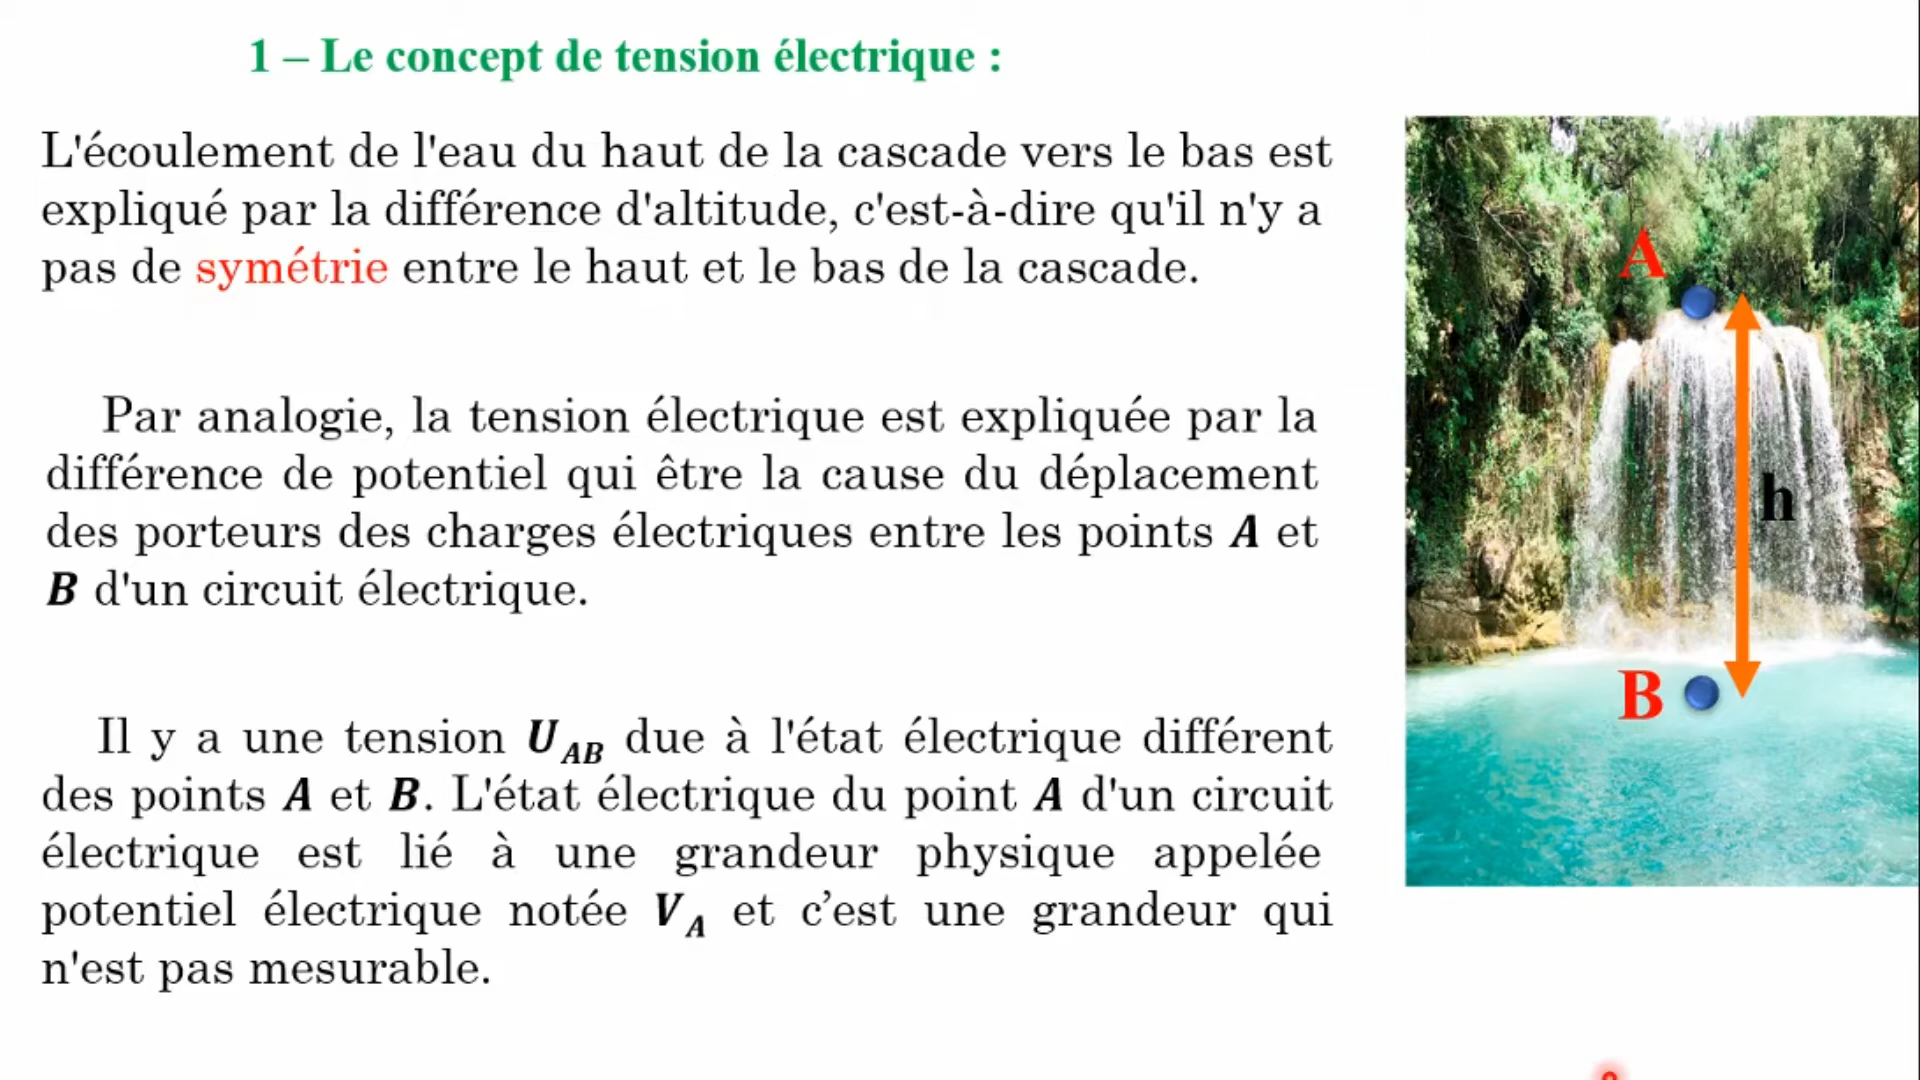 1 – Le concept de tension électrique :
L'écoulement de l'eau du haut de la cascade vers le bas est
expliqué par la différence d'altitude, c'est-à-dire qu'il n'y a
pas de symétrie entre le haut et le bas de la cascade.
Par analogie, la tension électrique est expliquée par la
différence de potentiel qui être la cause du déplacement
des porteurs des charges électriques entre les points A et
B d'un circuit électrique.
Il y a une tension U_AB due à l'état électrique différent
des points A et B. L'état électrique du point A d'un circuit
électrique est lié à une grandeur physique appelée
potentiel électrique notée V_A et c’est une grandeur qui
n'est pas mesurable.
A
h
B